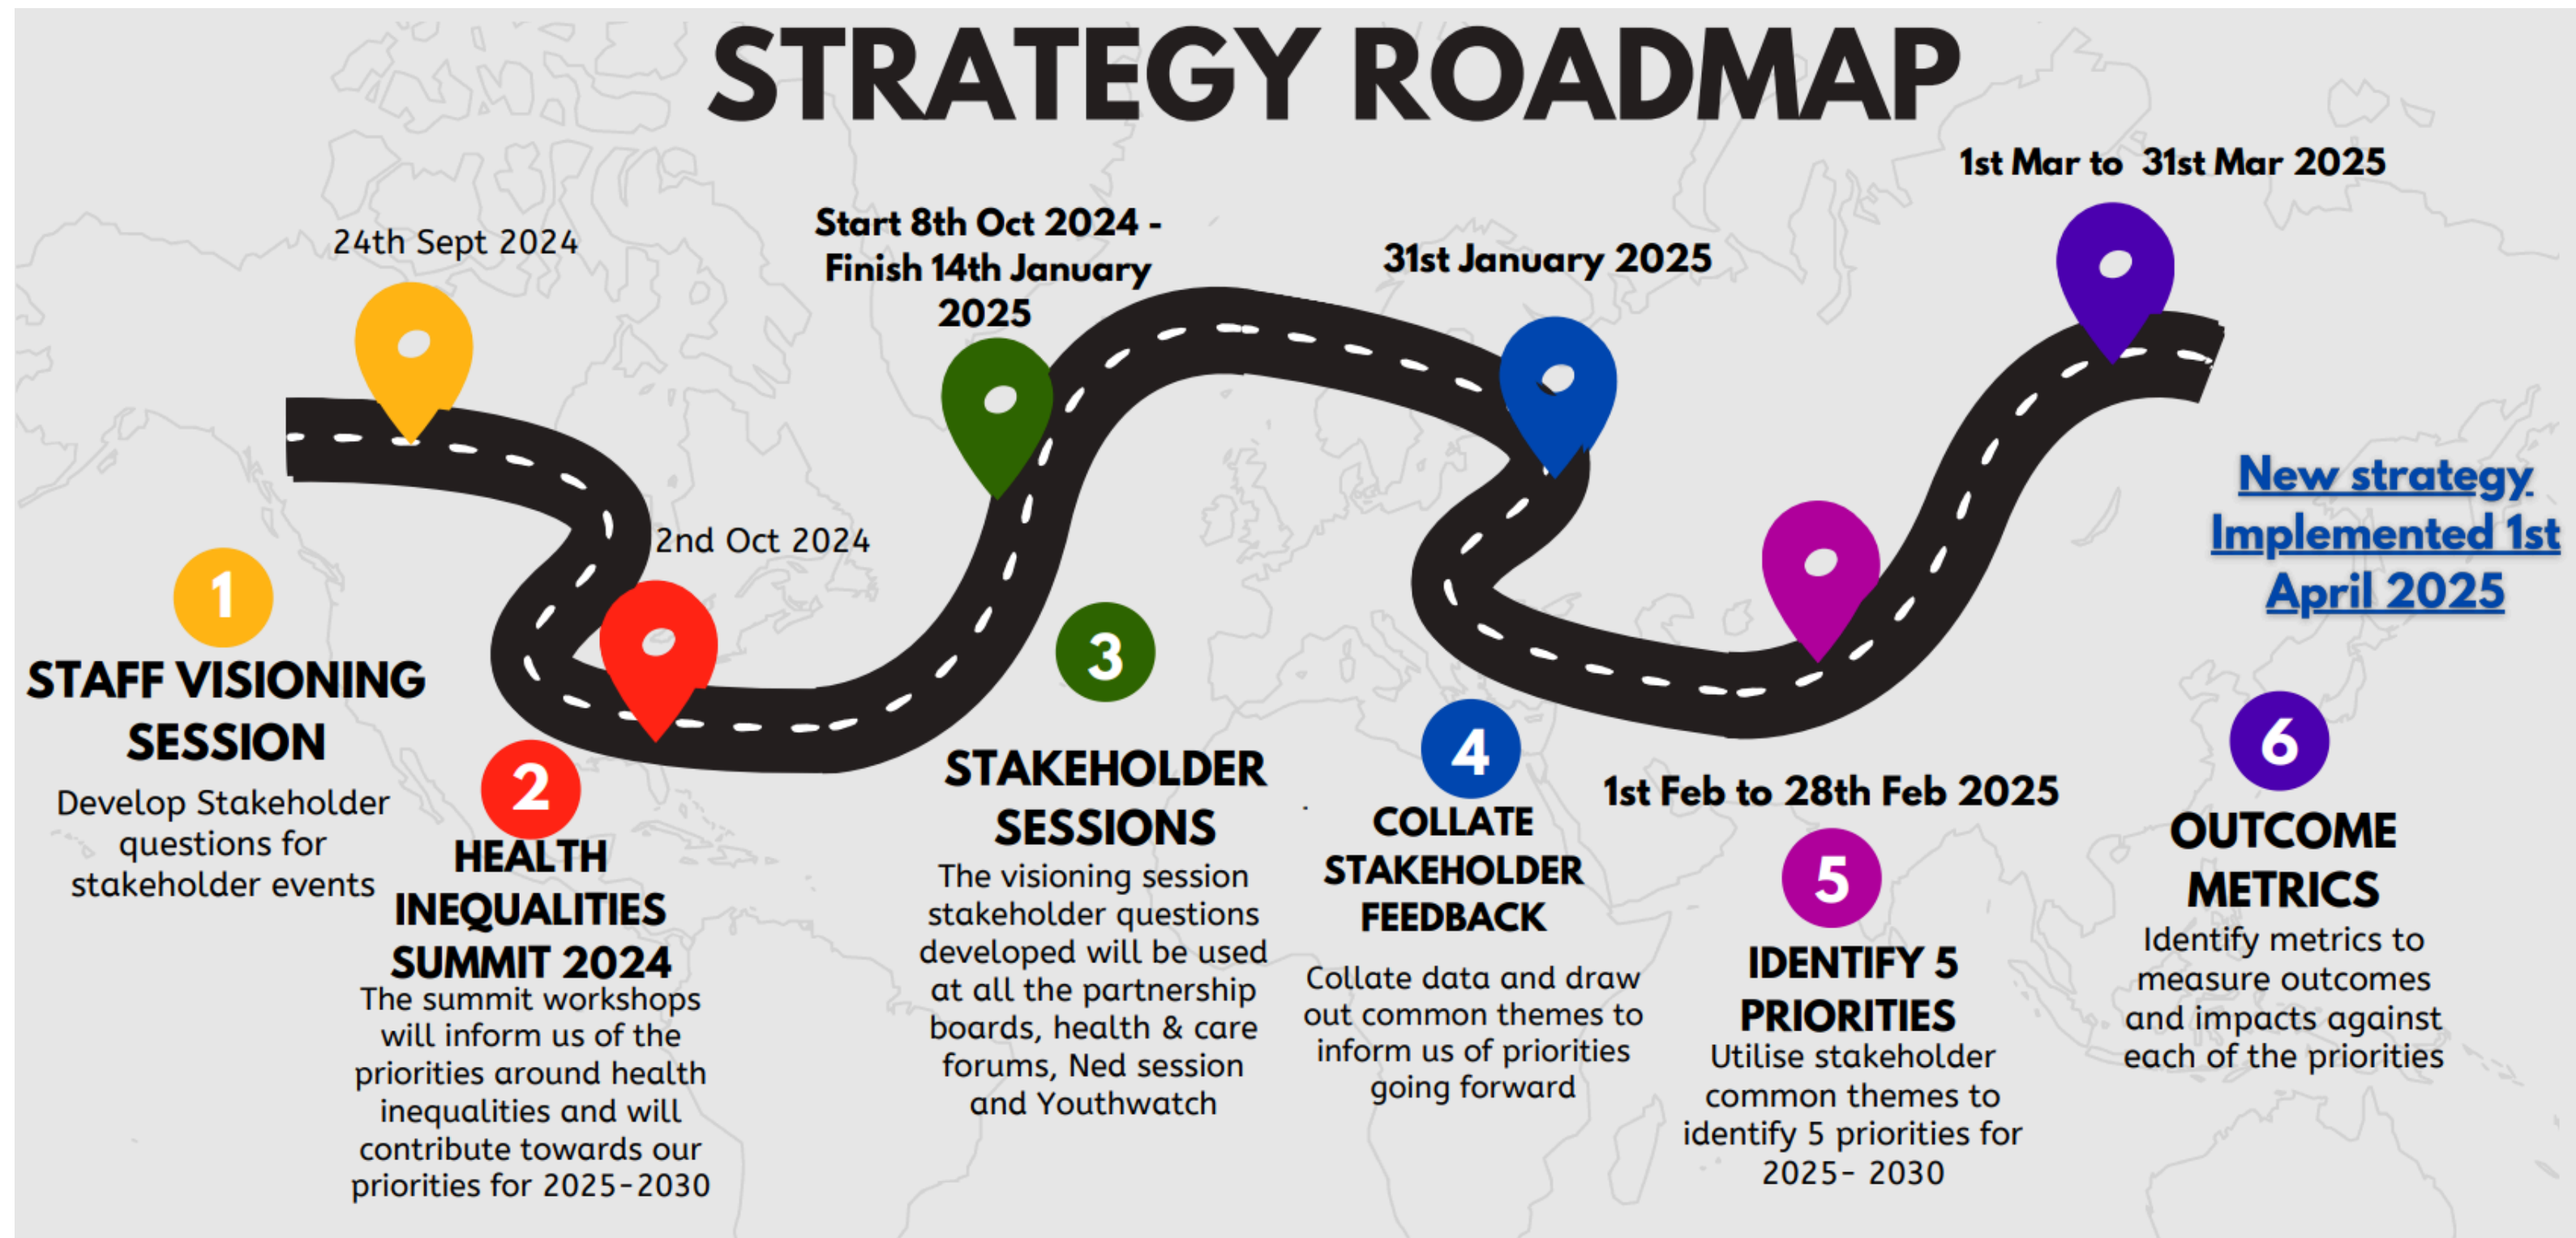 STRATEGY ROADMAP
24th Sept 2024
1
STAFF VISIONING
SESSION
Develop Stakeholder
questions for
stakeholder events
2nd Oct 2024
2
HEALTH
INEQUALITIES
SUMMIT 2024
The summit workshops
will inform us of the
priorities around health
inequalities and will
contribute towards our
priorities for 2025-2030
Start 8th Oct 2024 -
Finish 14th January
2025
3
STAKEHOLDER
SESSIONS
The visioning session
stakeholder questions
developed will be used
at all the partnership
boards, health & care
forums, Ned session
and Youthwatch
31st January 2025
4
COLLATE
STAKEHOLDER
FEEDBACK
Collate data and draw
out common themes to
inform us of priorities
going forward
1st Feb to 28th Feb 2025
5
IDENTIFY 5
PRIORITIES
Utilise stakeholder
common themes to
identify 5 priorities for
2025- 2030
1st Mar to 31st Mar 2025
6
OUTCOME
METRICS
Identify metrics to
measure outcomes
and impacts against
each of the priorities
New strategy
Implemented 1st
April 2025